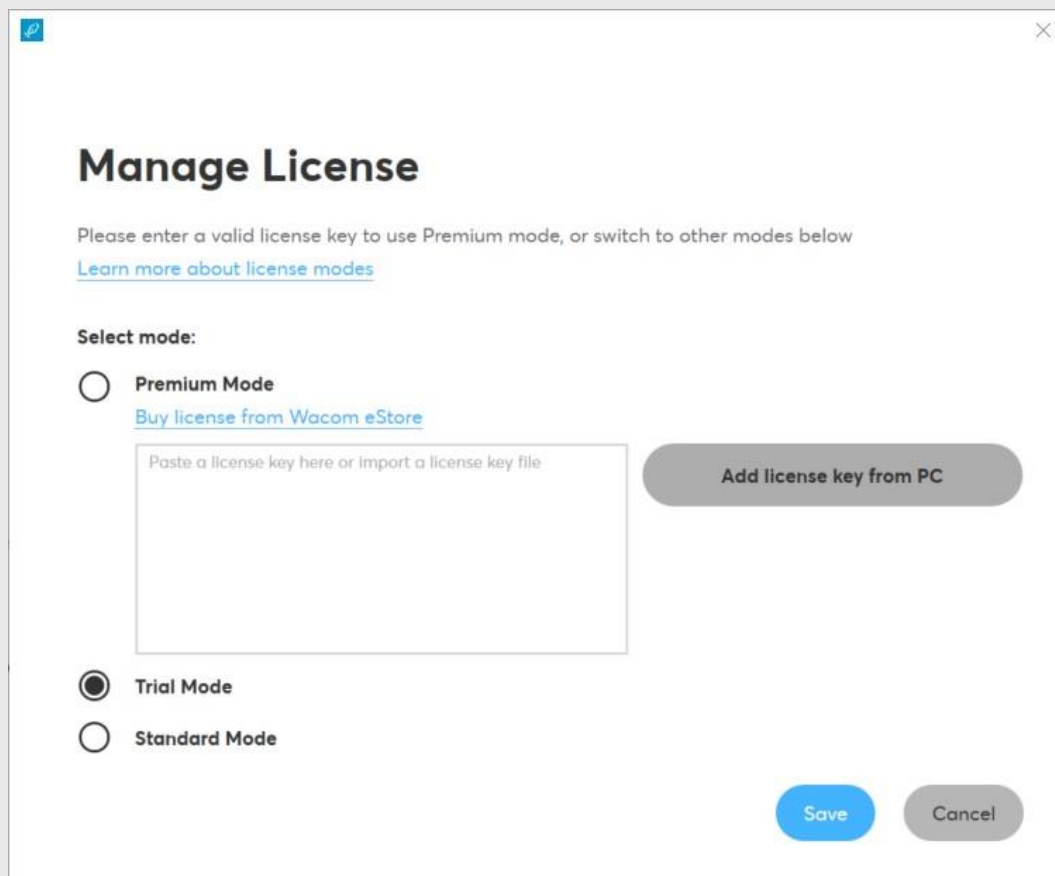 Manage License
Please enter a valid license key to use Premium mode, or switch to other modes below
Learn more about license modes
Select mode:
Premium Mode
Buy license from Wacom eStore
Paste a license key here or import a license key file
Add license key from PC
Trial Mode
Standard Mode
Save
Cancel